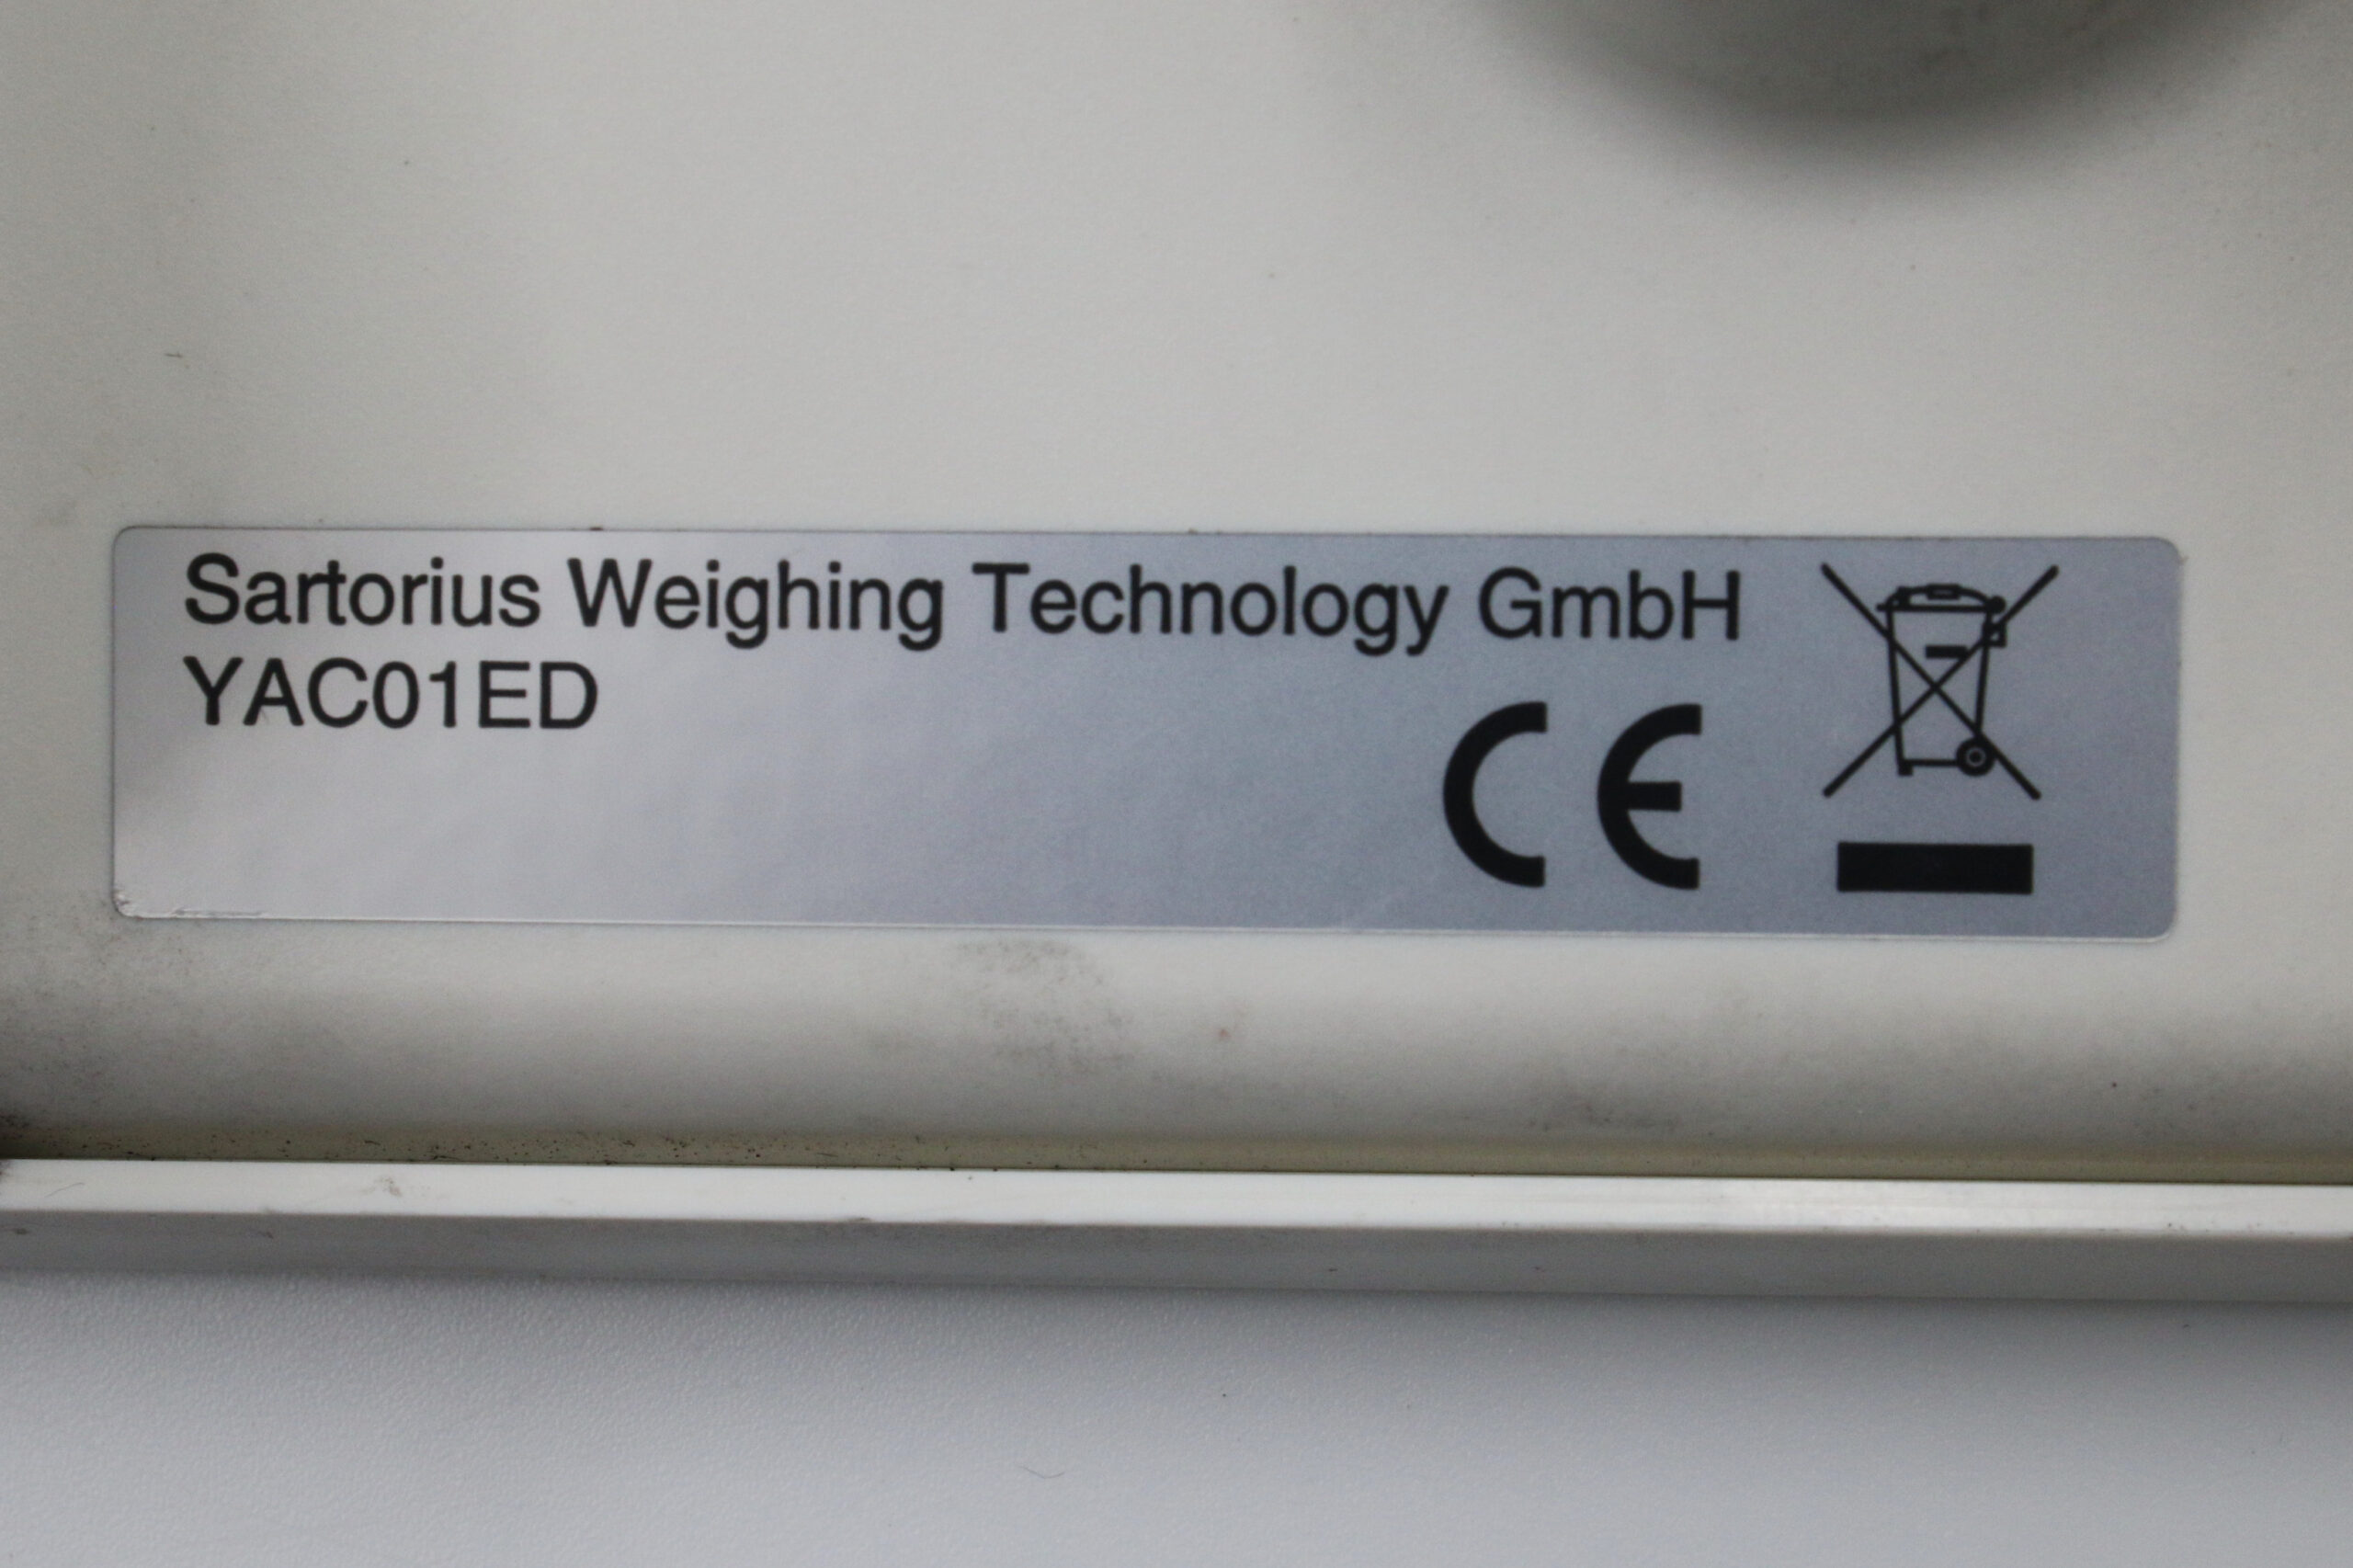 Sartorius Weighing Technology GmbH
YAC01ED
CE